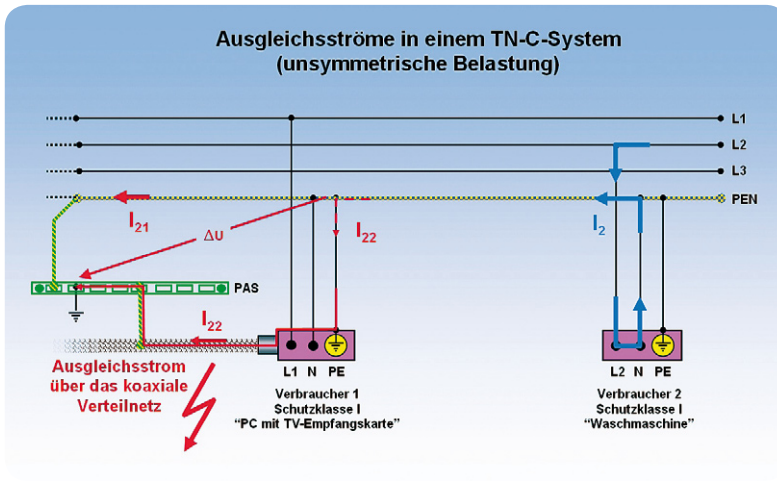 Ausgleichsströme in einem TN-C-System
(unsymmetrische Belastung)
L1
L2
L3
PEN
I21
ΔU
I22
I2
PAS
I22
Ausgleichsstrom
über das koaxiale
Verteilnetz
L1 N PE
Verbraucher 1
Schutzklasse I
"PC mit TV-Empfangskarte"
L2 N PE
Verbraucher 2
Schutzklasse I
"Waschmaschine"